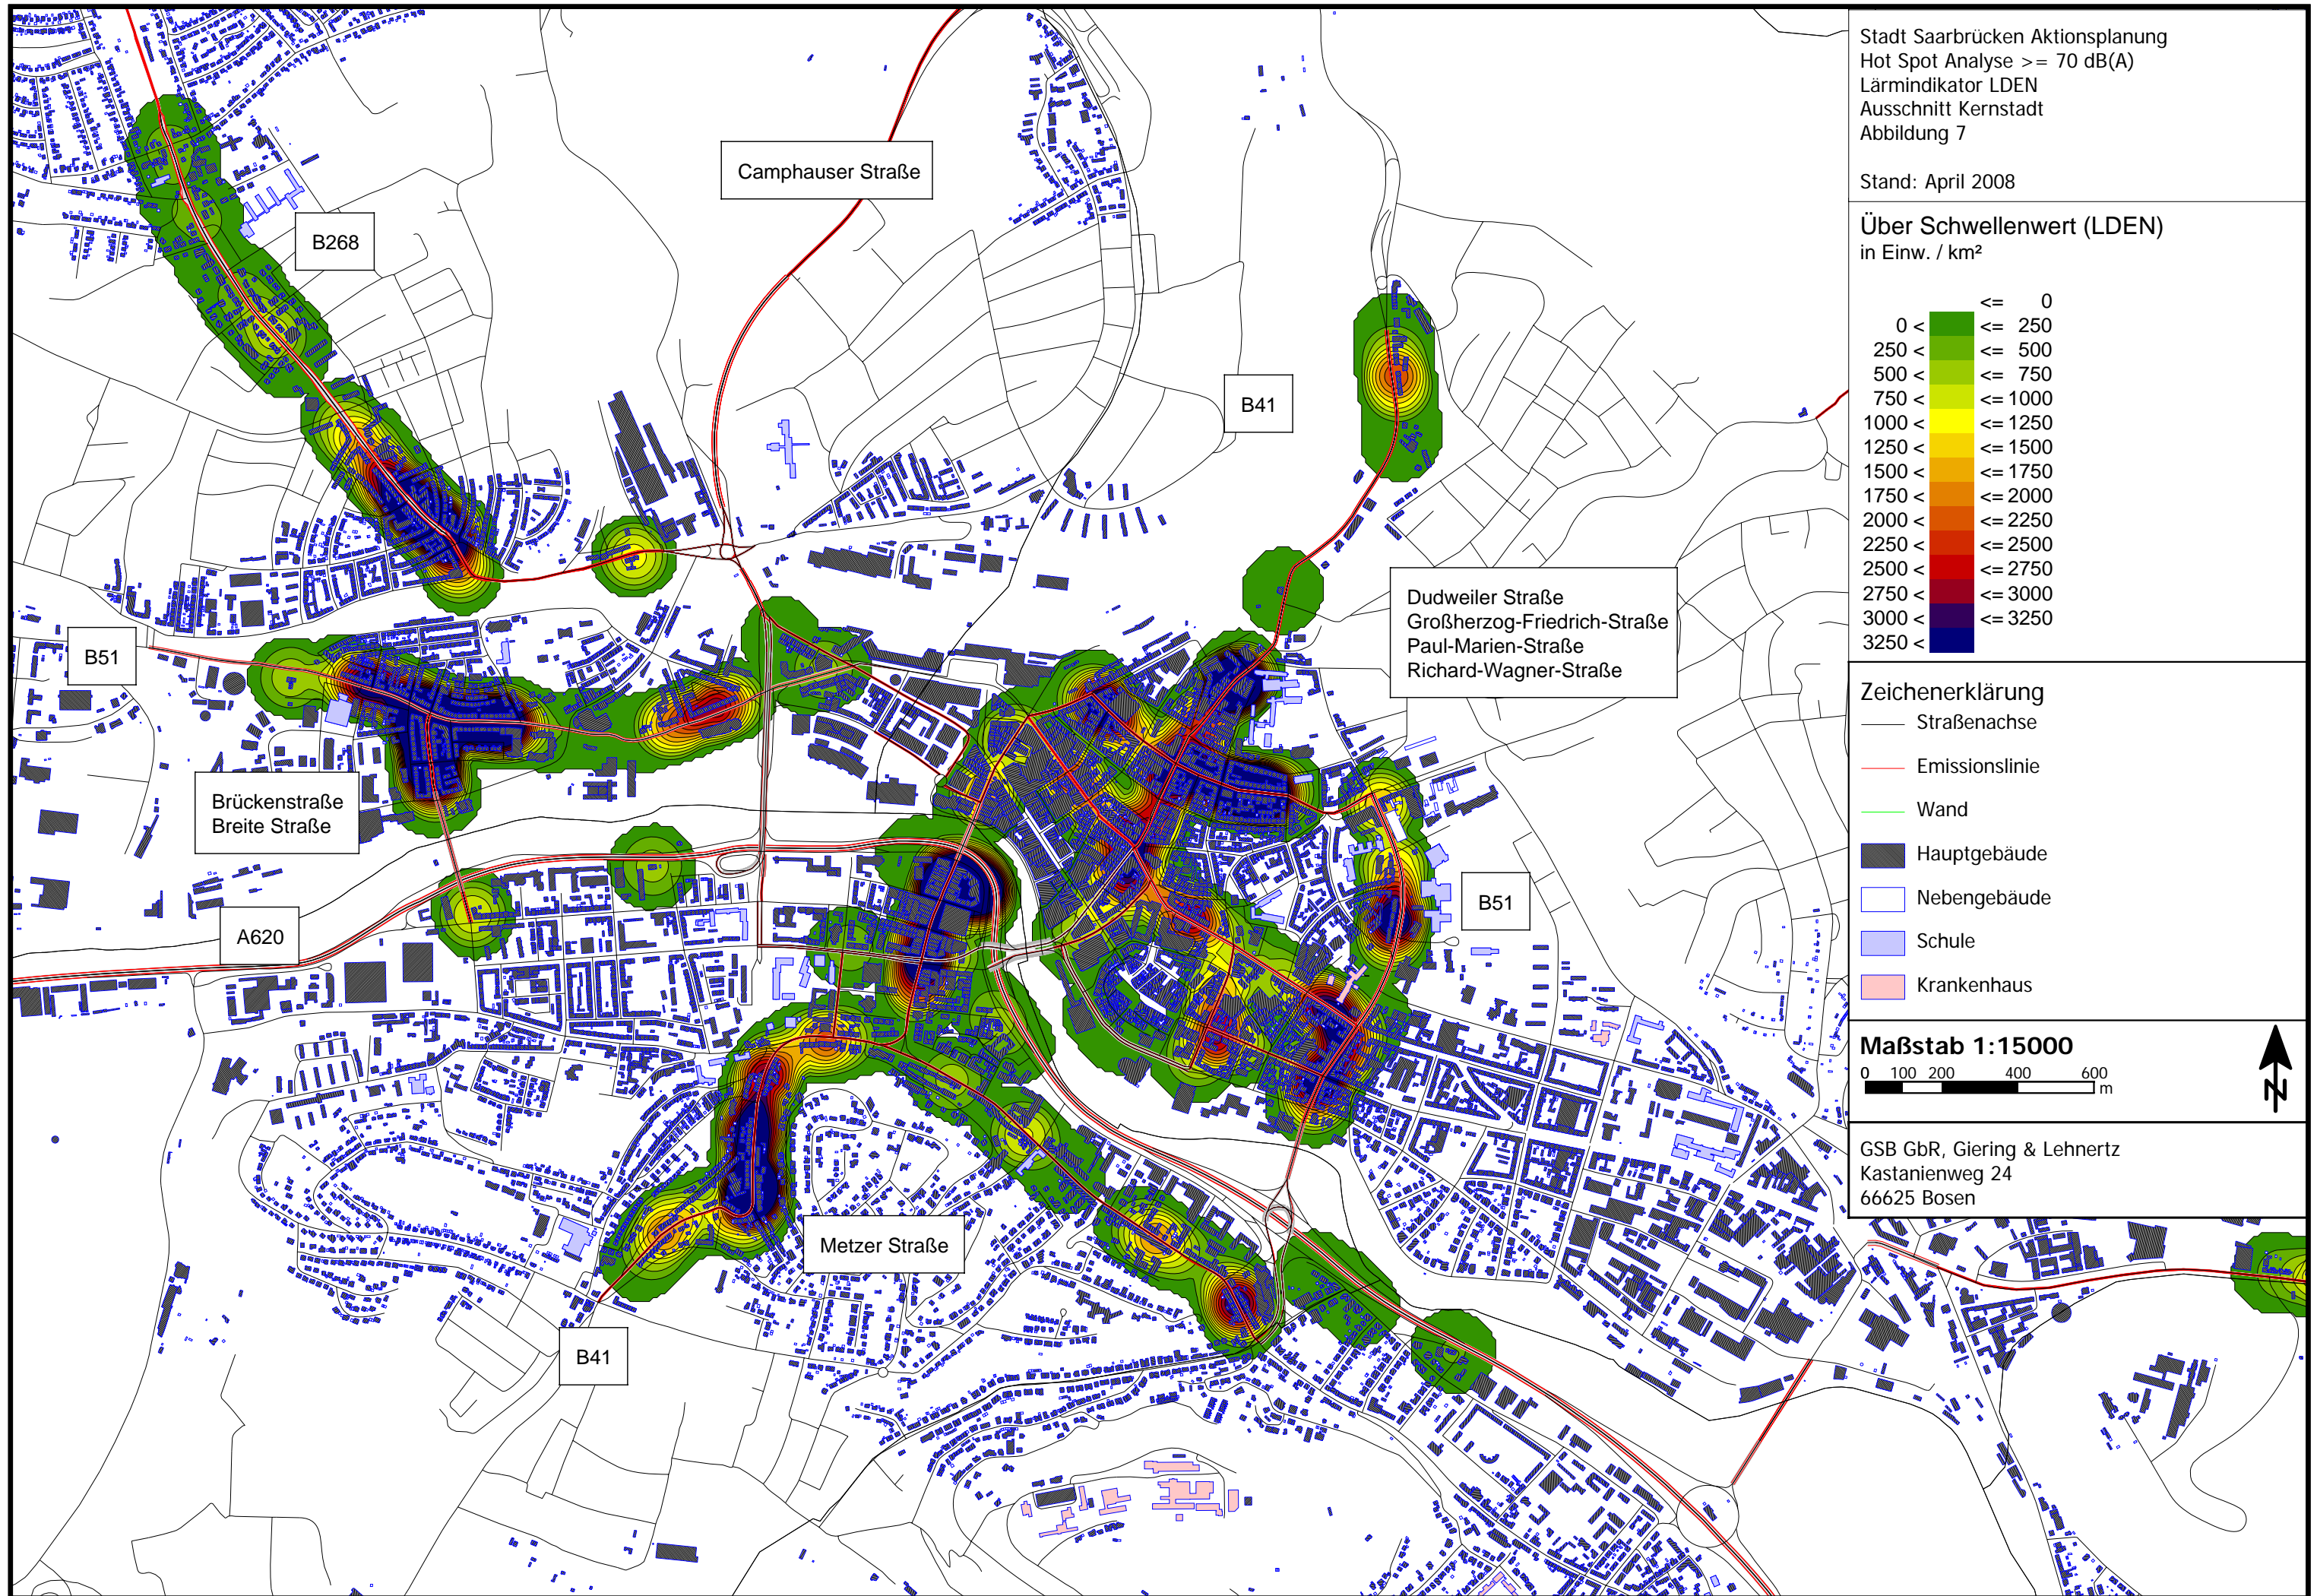 Stadt Saarbrücken Aktionsplanung
Hot Spot Analyse >= 70 dB(A)
Lärmindikator LDEN
Ausschnitt Kernstadt
Abbildung 7
Stand: April 2008
Über Schwellenwert (LDEN)
in Einw. / km²
<= 0
0 < <= 250
250 < <= 500
500 < <= 750
750 < <= 1000
1000 < <= 1250
1250 < <= 1500
1500 < <= 1750
1750 < <= 2000
2000 < <= 2250
2250 < <= 2500
2500 < <= 2750
2750 < <= 3000
3000 < <= 3250
3250 <
Zeichenerklärung
Straßenachse
Emissionslinie
Wand
Hauptgebäude
Nebengebäude
Schule
Krankenhaus
Maßstab 1:15000
0 100 200 400 600
m
N
GSB GbR, Giering & Lehnertz
Kastanienweg 24
66625 Bosen
Camphauser Straße
B268
B41
Dudweiler Straße
Großherzog-Friedrich-Straße
Paul-Marien-Straße
Richard-Wagner-Straße
B51
Brückenstraße
Breite Straße
B51
A620
Metzer Straße
B41